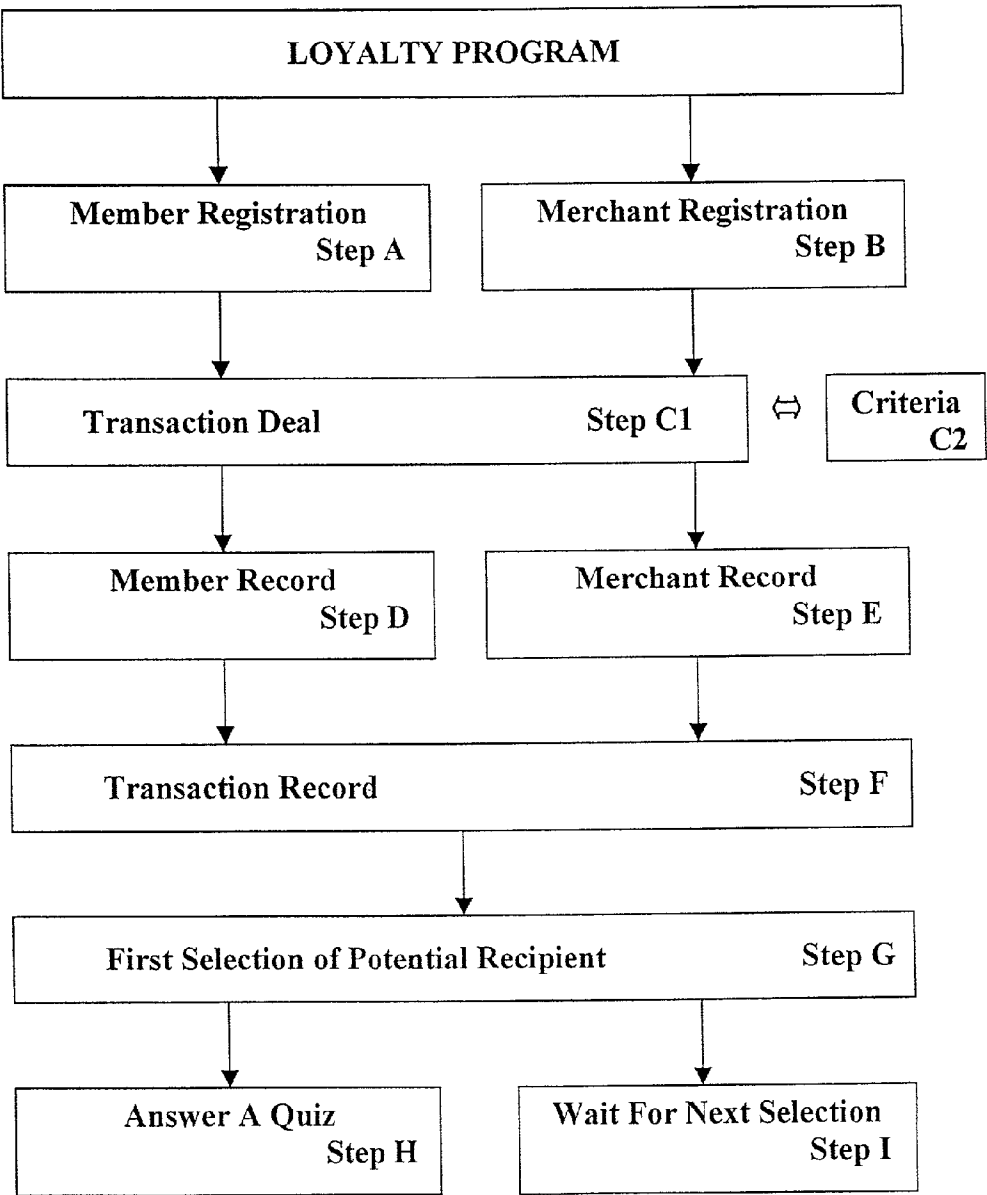 LOYALTY PROGRAM
Member Registration
Step A
Merchant Registration
Step B
Transaction Deal Step C1
Criteria
C2
Member Record
Step D
Merchant Record
Step E
Transaction Record Step F
First Selection of Potential Recipient Step G
Answer A Quiz
Step H
Wait For Next Selection
Step I